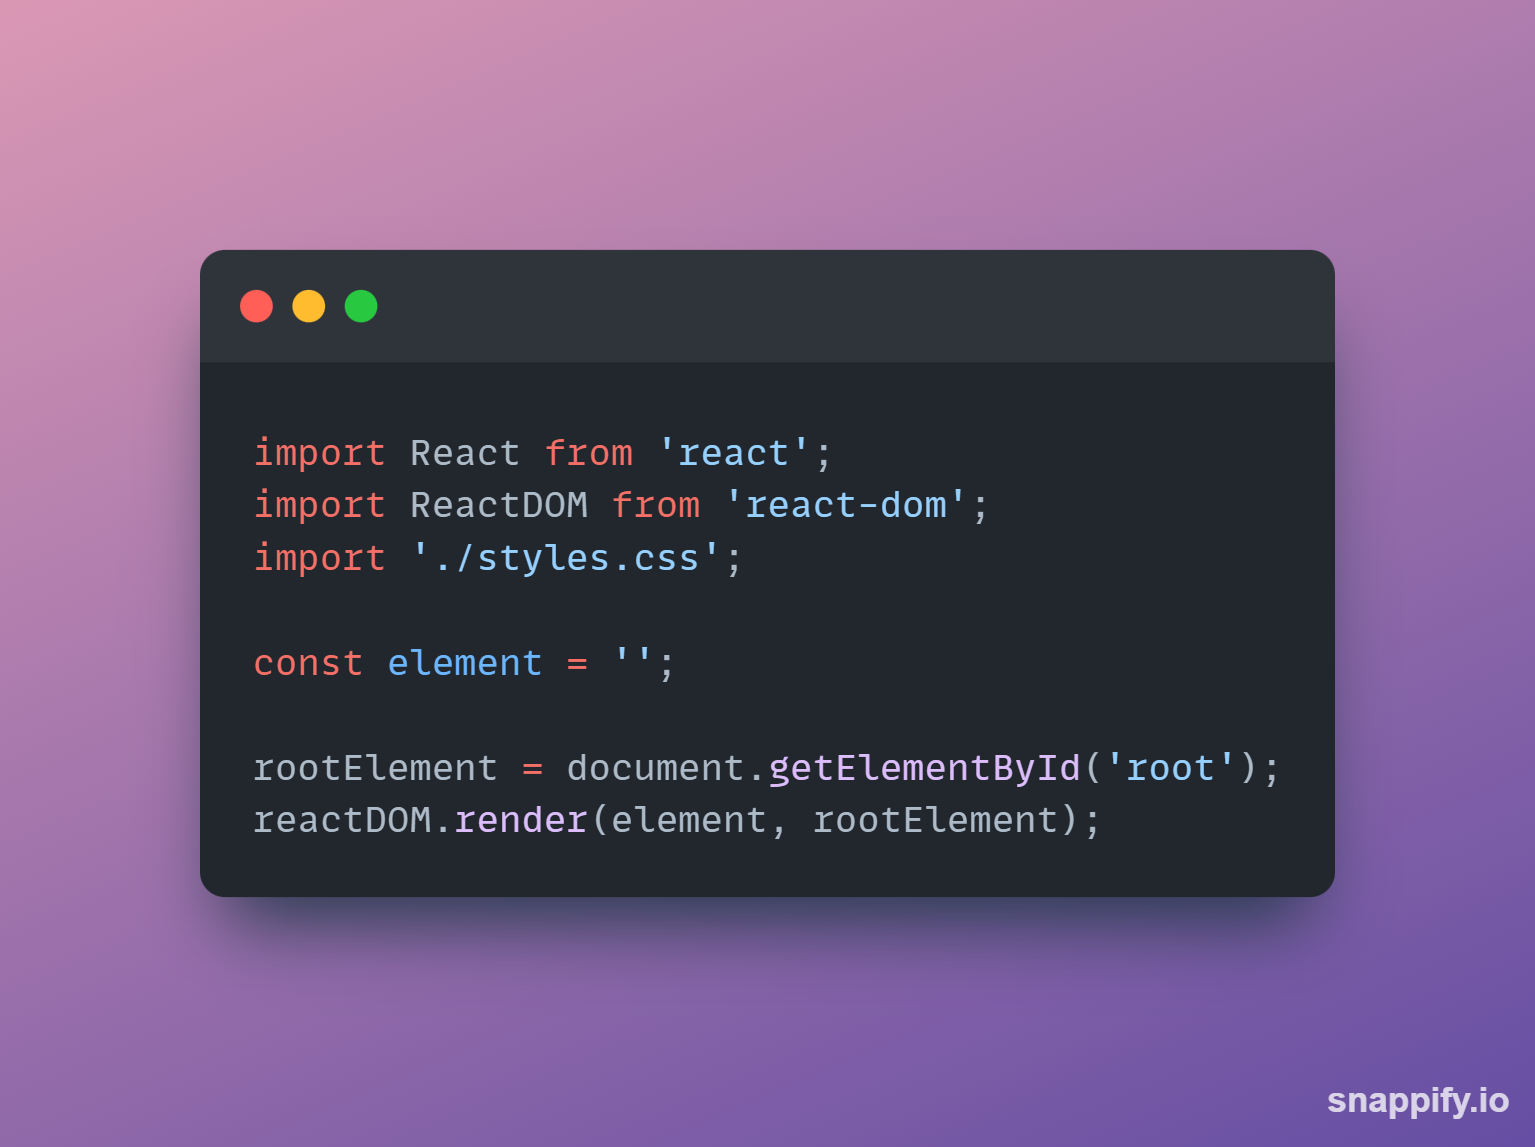 import React from 'react';
import ReactDOM from 'react-dom';
import './styles.css';
const element = '';
rootElement = document.getElementById('root');
reactDOM.render(element, rootElement);
snappify.io